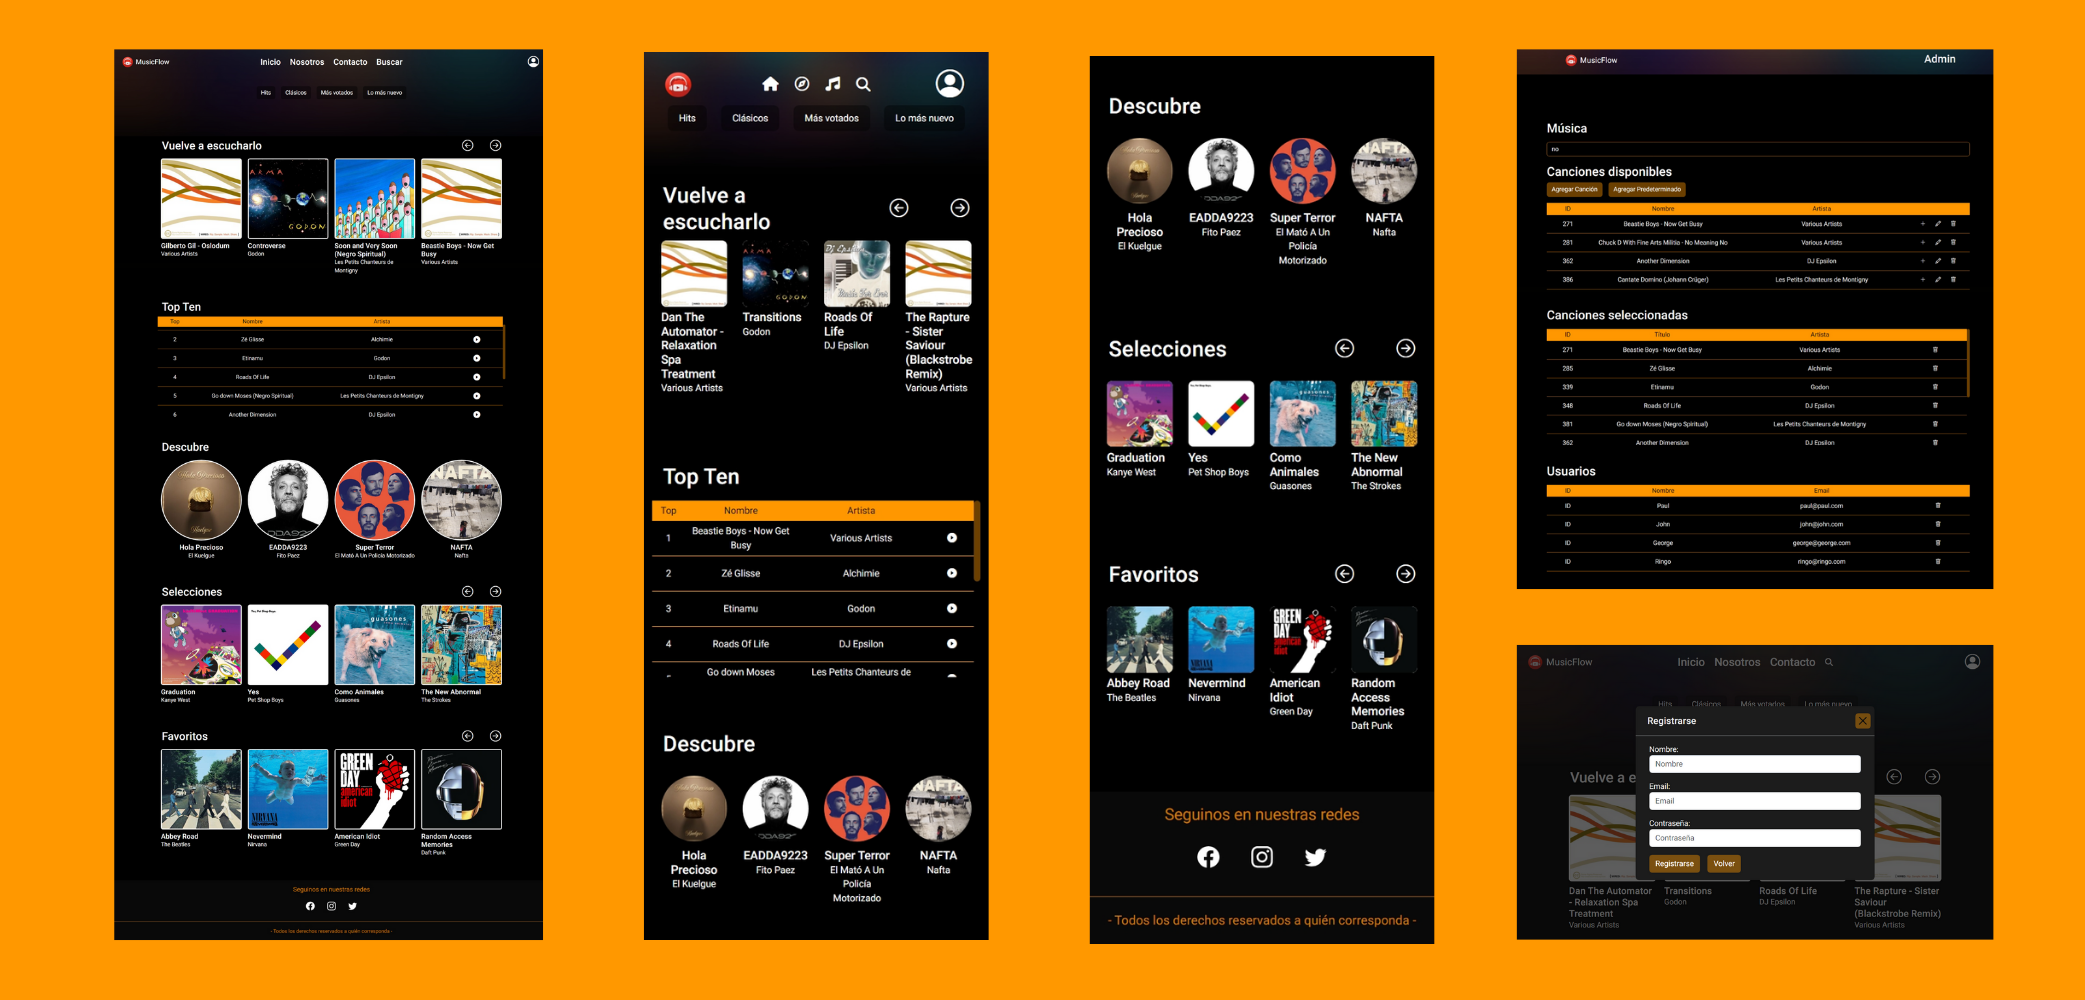 MusicFlow
Inicio Nosotros Contacto Buscar
Hits Clásicos Más votados Lo más nuevo
Vuelve a escucharlo
Gilberto Gil - Oslodum
Various Artists
Controverse
Godon
Soon and Very Soon
(Negro Spiritual)
Les Petits Chanteurs de
Montigny
Beastie Boys - Now Get
Busy
Various Artists
Top Ten
Top Nombre Artista
2 Zé Glisse Alchimie
3 Etinamu Godon
4 Roads Of Life DJ Epsilon
5 Go down Moses (Negro Spiritual) Les Petits Chanteurs de Montigny
6 Another Dimension DJ Epsilon
Descubre
Hola Precioso
El Kuelgue
EADDA9223
Fito Paez
Super Terror
El Mató A Un Policía Motorizado
NAFTA
Nafta
Selecciones
Graduation
Kanye West
Yes
Pet Shop Boys
Como Animales
Guasones
The New Abnormal
The Strokes
Favoritos
Abbey Road
The Beatles
Nevermind
Nirvana
American Idiot
Green Day
Random Access
Memories
Daft Punk
Seguinos en nuestras redes
- Todos los derechos reservados a quién corresponda -
Hits Clásicos Más votados Lo más nuevo
Vuelve a
escucharlo
Dan The
Automator -
Relaxation
Spa
Treatment
Various Artists
Transitions
Godon
Roads Of
Life
DJ Epsilon
The Rapture
- Sister
Saviour
(Blackstrobe
Remix)
Various Artists
Top Ten
Top Nombre Artista
1 Beastie Boys - Now Get
Busy Various Artists
2 Zé Glisse Alchimie
3 Etinamu Godon
4 Roads Of Life DJ Epsilon
Go down Moses Les Petits Chanteurs de
Descubre
Hola
Precioso
El Kuelgue
EADDA9223
Fito Paez
Super Terror
El Mató A Un
Policía
Motorizado
NAFTA
Nafta
Descubre
Hola
Precioso
El Kuelgue
EADDA9223
Fito Paez
Super Terror
El Mató A Un
Policía
Motorizado
NAFTA
Nafta
Selecciones
Graduation
Kanye West
Yes
Pet Shop Boys
Como
Animales
Guasones
The New
Abnormal
The Strokes
Favoritos
Abbey Road
The Beatles
Nevermind
Nirvana
American
Idiot
Green Day
Random
Access
Memories
Daft Punk
Seguinos en nuestras redes
- Todos los derechos reservados a quién corresponda -
MusicFlow Admin
Música
no
Canciones disponibles
Agregar Canción Agregar Predeterminado
ID Nombre Artista
271 Beastie Boys - Now Get Busy Various Artists
281 Chuck D With Fine Arts Militia - No Meaning No Various Artists
362 Another Dimension DJ Epsilon
386 Cantate Domino (Johann Crüger) Les Petits Chanteurs de Montigny
Canciones seleccionadas
ID Título Artista
271 Beastie Boys - Now Get Busy Various Artists
285 Zé Glisse Alchimie
339 Etinamu Godon
348 Roads Of Life DJ Epsilon
381 Go down Moses (Negro Spiritual) Les Petits Chanteurs de Montigny
362 Another Dimension DJ Epsilon
Usuarios
ID Nombre Email
ID Paul paul@paul.com
ID John john@john.com
ID George george@george.com
ID Ringo ringo@ringo.com
MusicFlow
Inicio Nosotros Contacto
Hits Clásicos Más votados Lo más nuevo
Registrarse
Nombre:
Nombre
Email:
Email
Contraseña:
Contraseña
Registrarse Volver
Vuelve a e
Dan The Automator
- Relaxation Spa
Treatment
Various Artists
Transitions
Godon
Roads Of Life
DJ Epsilon
The Rapture - Sister
Saviour
(Blackstrobe Remix)
Various Artists